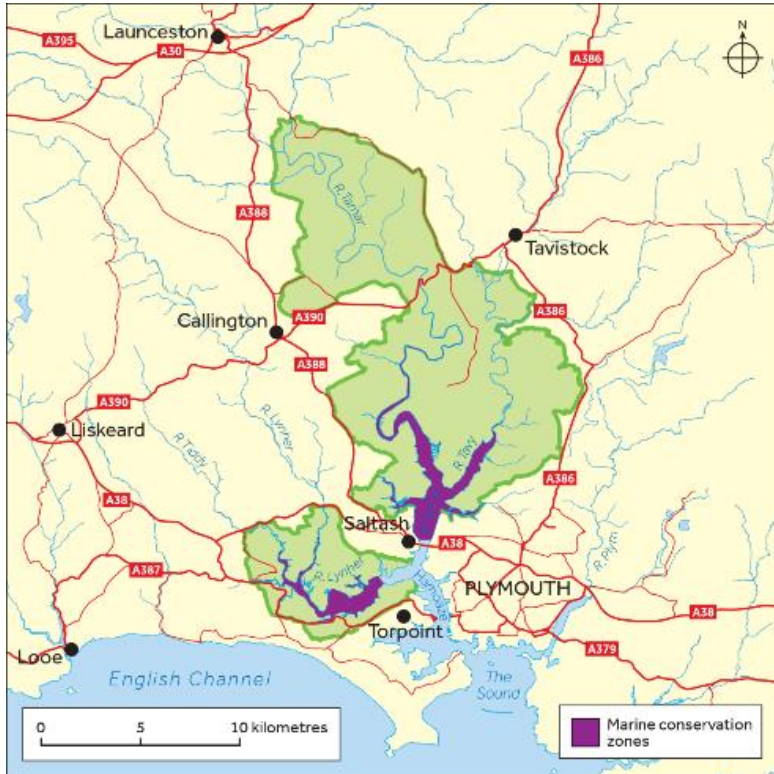 N
Launceston
A395
A30
A386
A388
R.Tamar
Tavistock
Callington
A390
A386
A388
A390
Liskeard
R.Tiddy
R.Lynher
R.Tavy
A38
A386
Saltash
A38
R.Plym
A387
R.Lynher
Hamoaze
PLYMOUTH
A38
Torpoint
Looe
A379
English Channel
The
Sound
0 5 10 kilometres
Marine conservation
zones